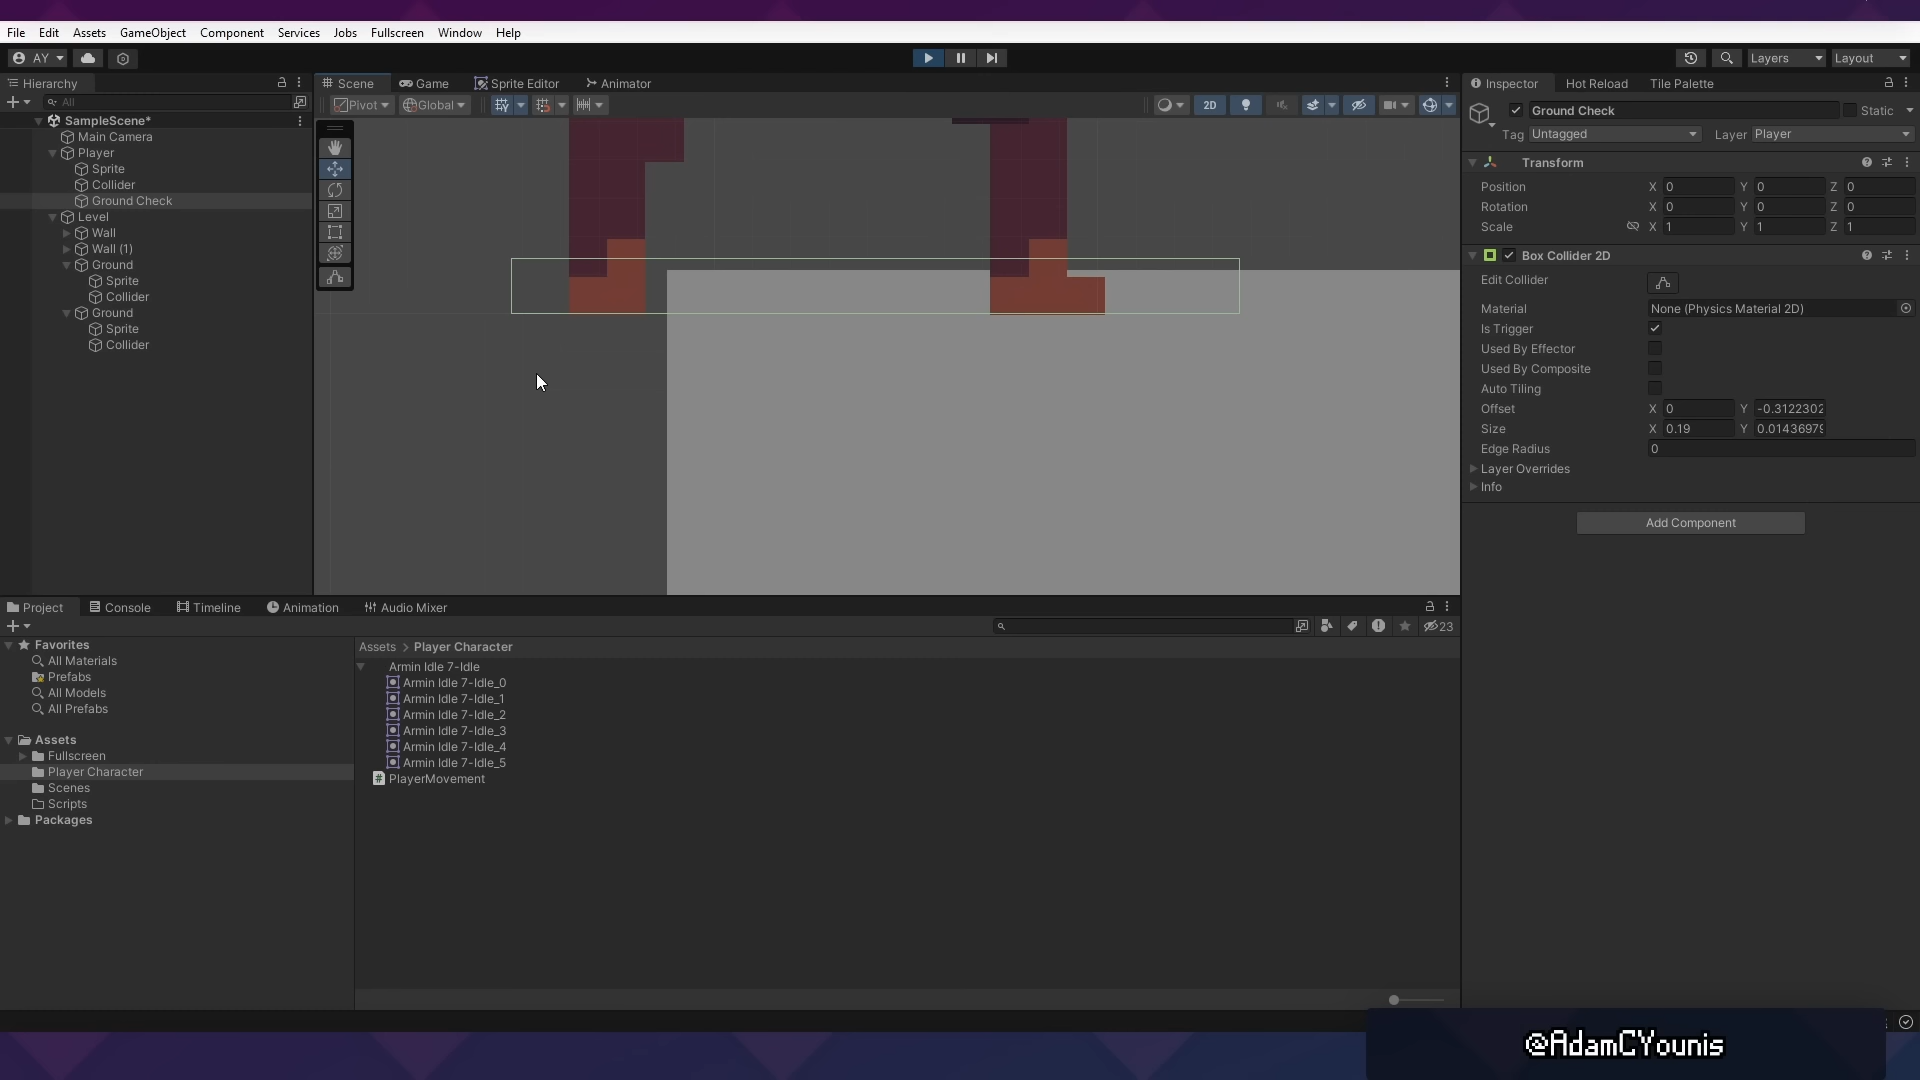 File Edit Assets GameObject Component Services Jobs Fullscreen Window Help
AY Layers Layout
Hierarchy
All
SampleScene*
Main Camera
Player
Sprite
Collider
Ground Check
Level
Wall
Wall (1)
Ground
Sprite
Collider
Ground
Sprite
Collider
Scene Game Sprite Editor Animator
Pivot Global 2D
Inspector Hot Reload Tile Palette
Ground Check Static
Tag Untagged Layer Player
Transform
Position X 0 Y 0 Z 0
Rotation X 0 Y 0 Z 0
Scale X 1 Y 1 Z 1
Box Collider 2D
Edit Collider
Material None (Physics Material 2D)
Is Trigger
Used By Effector
Used By Composite
Auto Tiling
Offset X 0 Y -0.3122302
Size X 0.19 Y 0.01436979
Edge Radius 0
Layer Overrides
Info
Add Component
Project Console Timeline Animation Audio Mixer
23
Favorites
All Materials
Prefabs
All Models
All Prefabs
Assets
Fullscreen
Player Character
Scenes
Scripts
Packages
Assets > Player Character
Armin Idle 7-Idle
Armin Idle 7-Idle_0
Armin Idle 7-Idle_1
Armin Idle 7-Idle_2
Armin Idle 7-Idle_3
Armin Idle 7-Idle_4
Armin Idle 7-Idle_5
PlayerMovement
@AdamCYounis